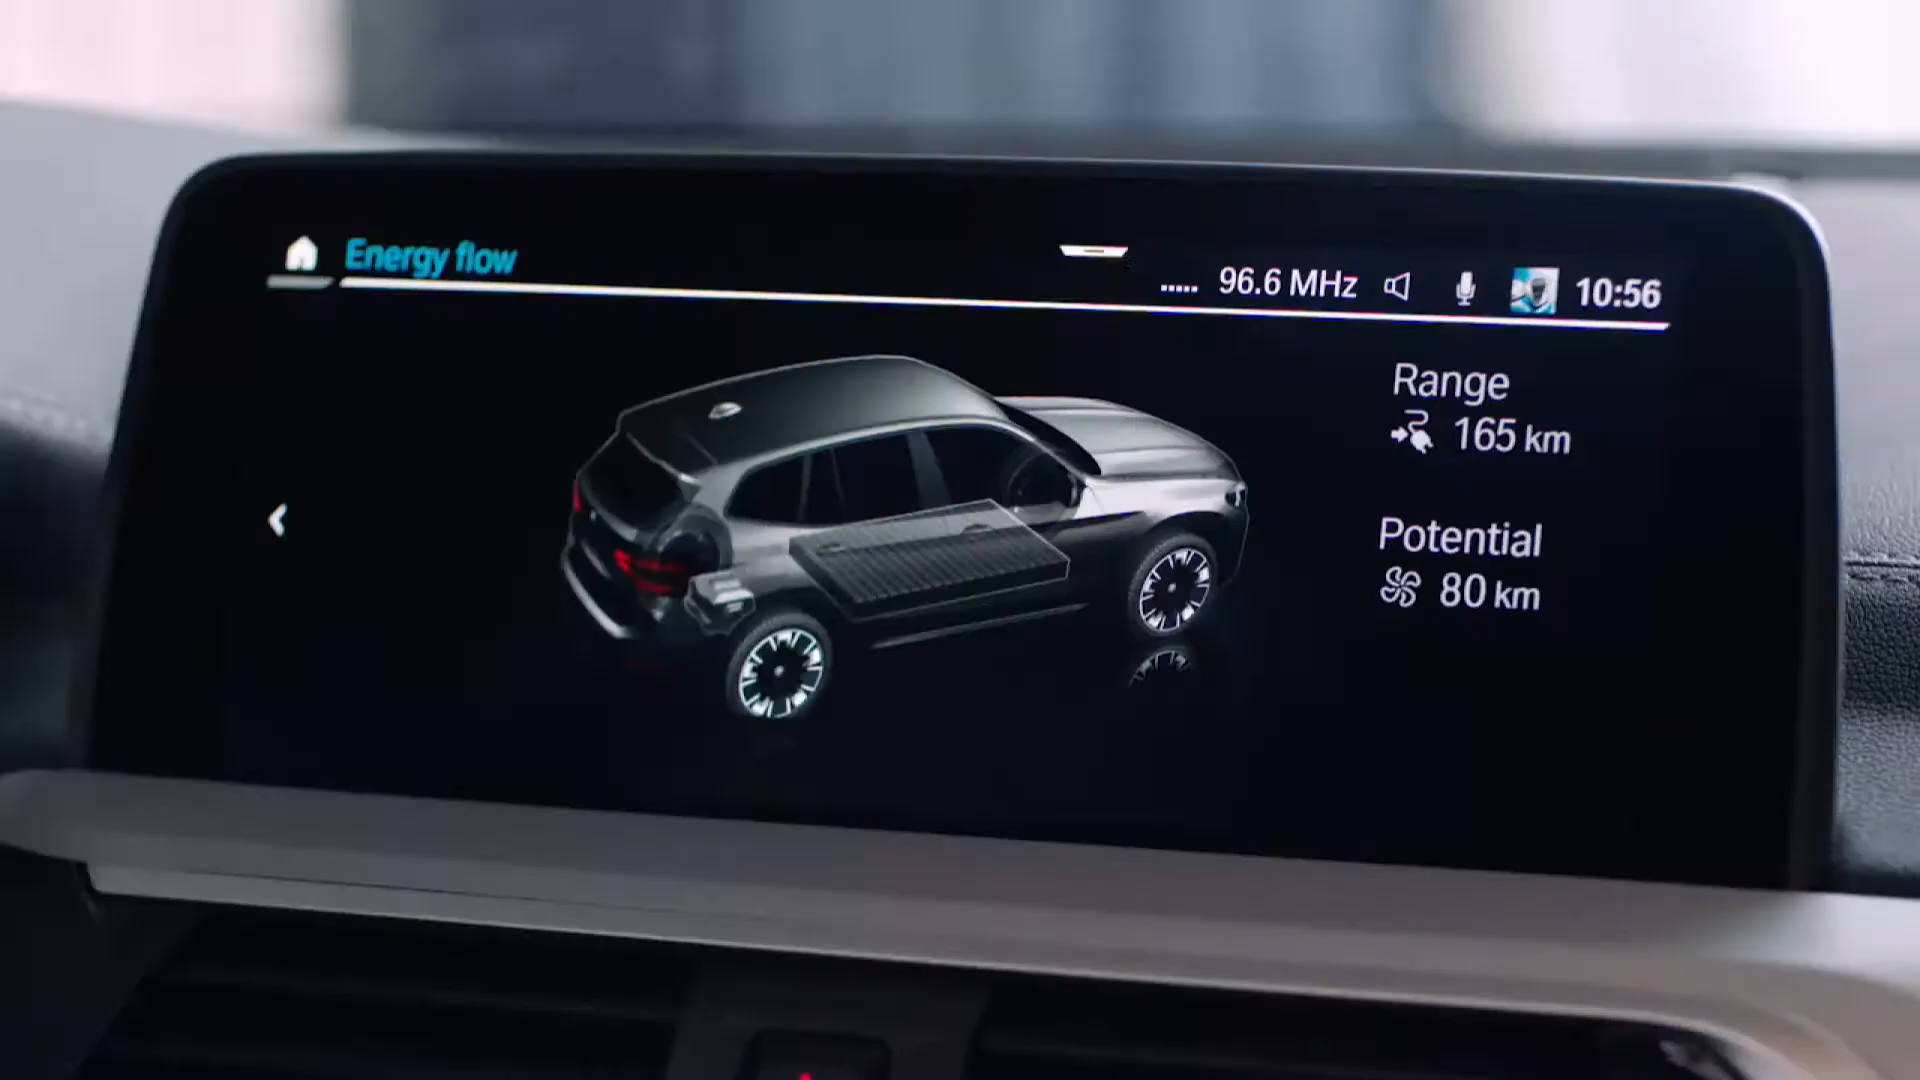 Energy flow
..... 96.6 MHz 10:56
Range
165 km
Potential
80 km